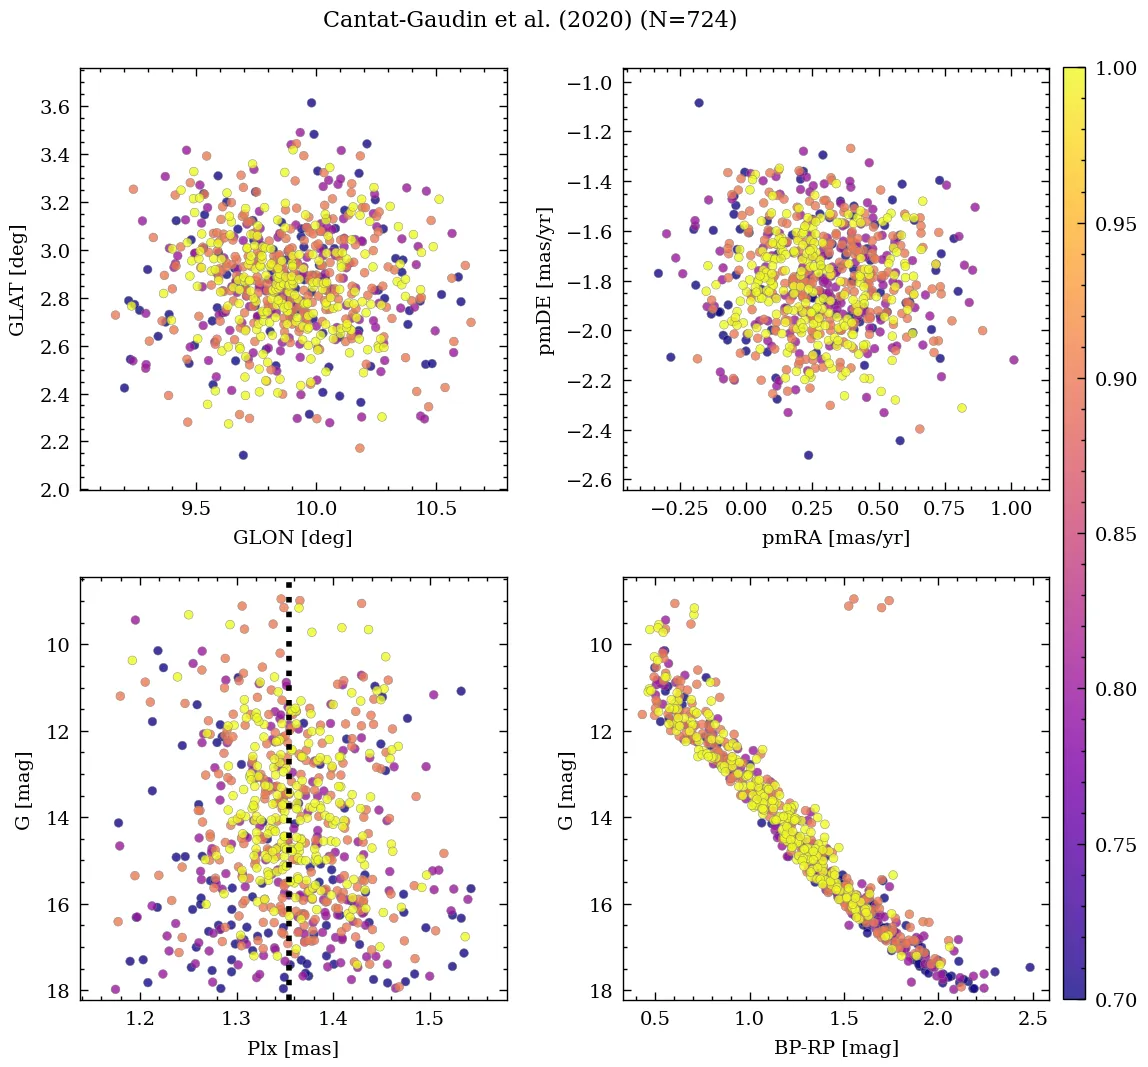 Cantat-Gaudin et al. (2020) (N=724)
3.6
3.4
3.2
3.0
2.8
2.6
2.4
2.2
2.0
GLAT [deg]
9.5 10.0 10.5
GLON [deg]
−1.0
−1.2
−1.4
−1.6
−1.8
−2.0
−2.2
−2.4
−2.6
pmDE [mas/yr]
−0.25 0.00 0.25 0.50 0.75 1.00
pmRA [mas/yr]
10
12
14
16
18
G [mag]
1.2 1.3 1.4 1.5
Plx [mas]
10
12
14
16
18
G [mag]
0.5 1.0 1.5 2.0 2.5
BP-RP [mag]
1.00
0.95
0.90
0.85
0.80
0.75
0.70